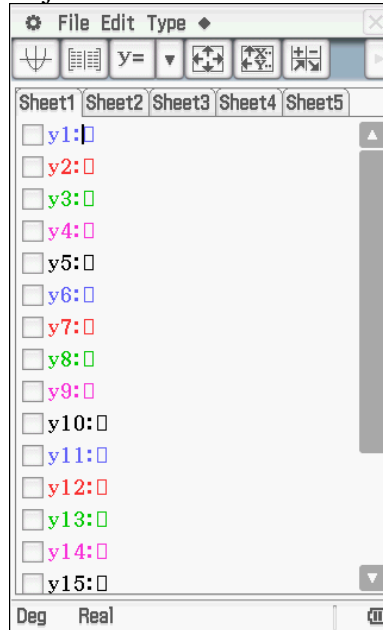 File Edit Type
Y=
Sheet1 Sheet2 Sheet3 Sheet4 Sheet5
y1:
y2:
y3:
y4:
y5:
y6:
y7:
y8:
y9:
y10:
y11:
y12:
y13:
y14:
y15:
Deg Real